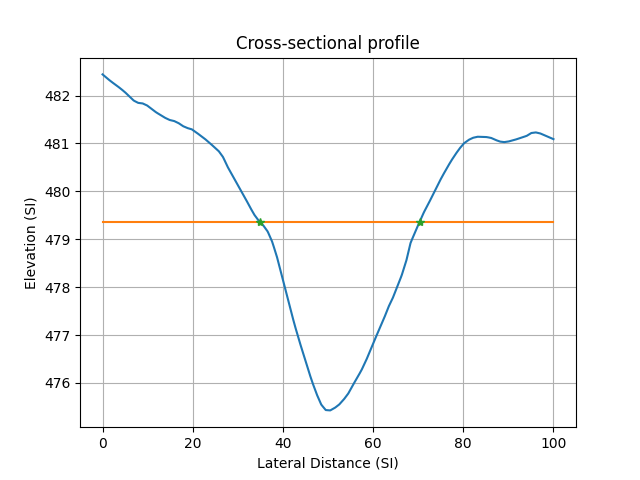 Cross-sectional profile
Elevation (SI)
482
481
480
479
478
477
476
0 20 40 60 80 100
Lateral Distance (SI)